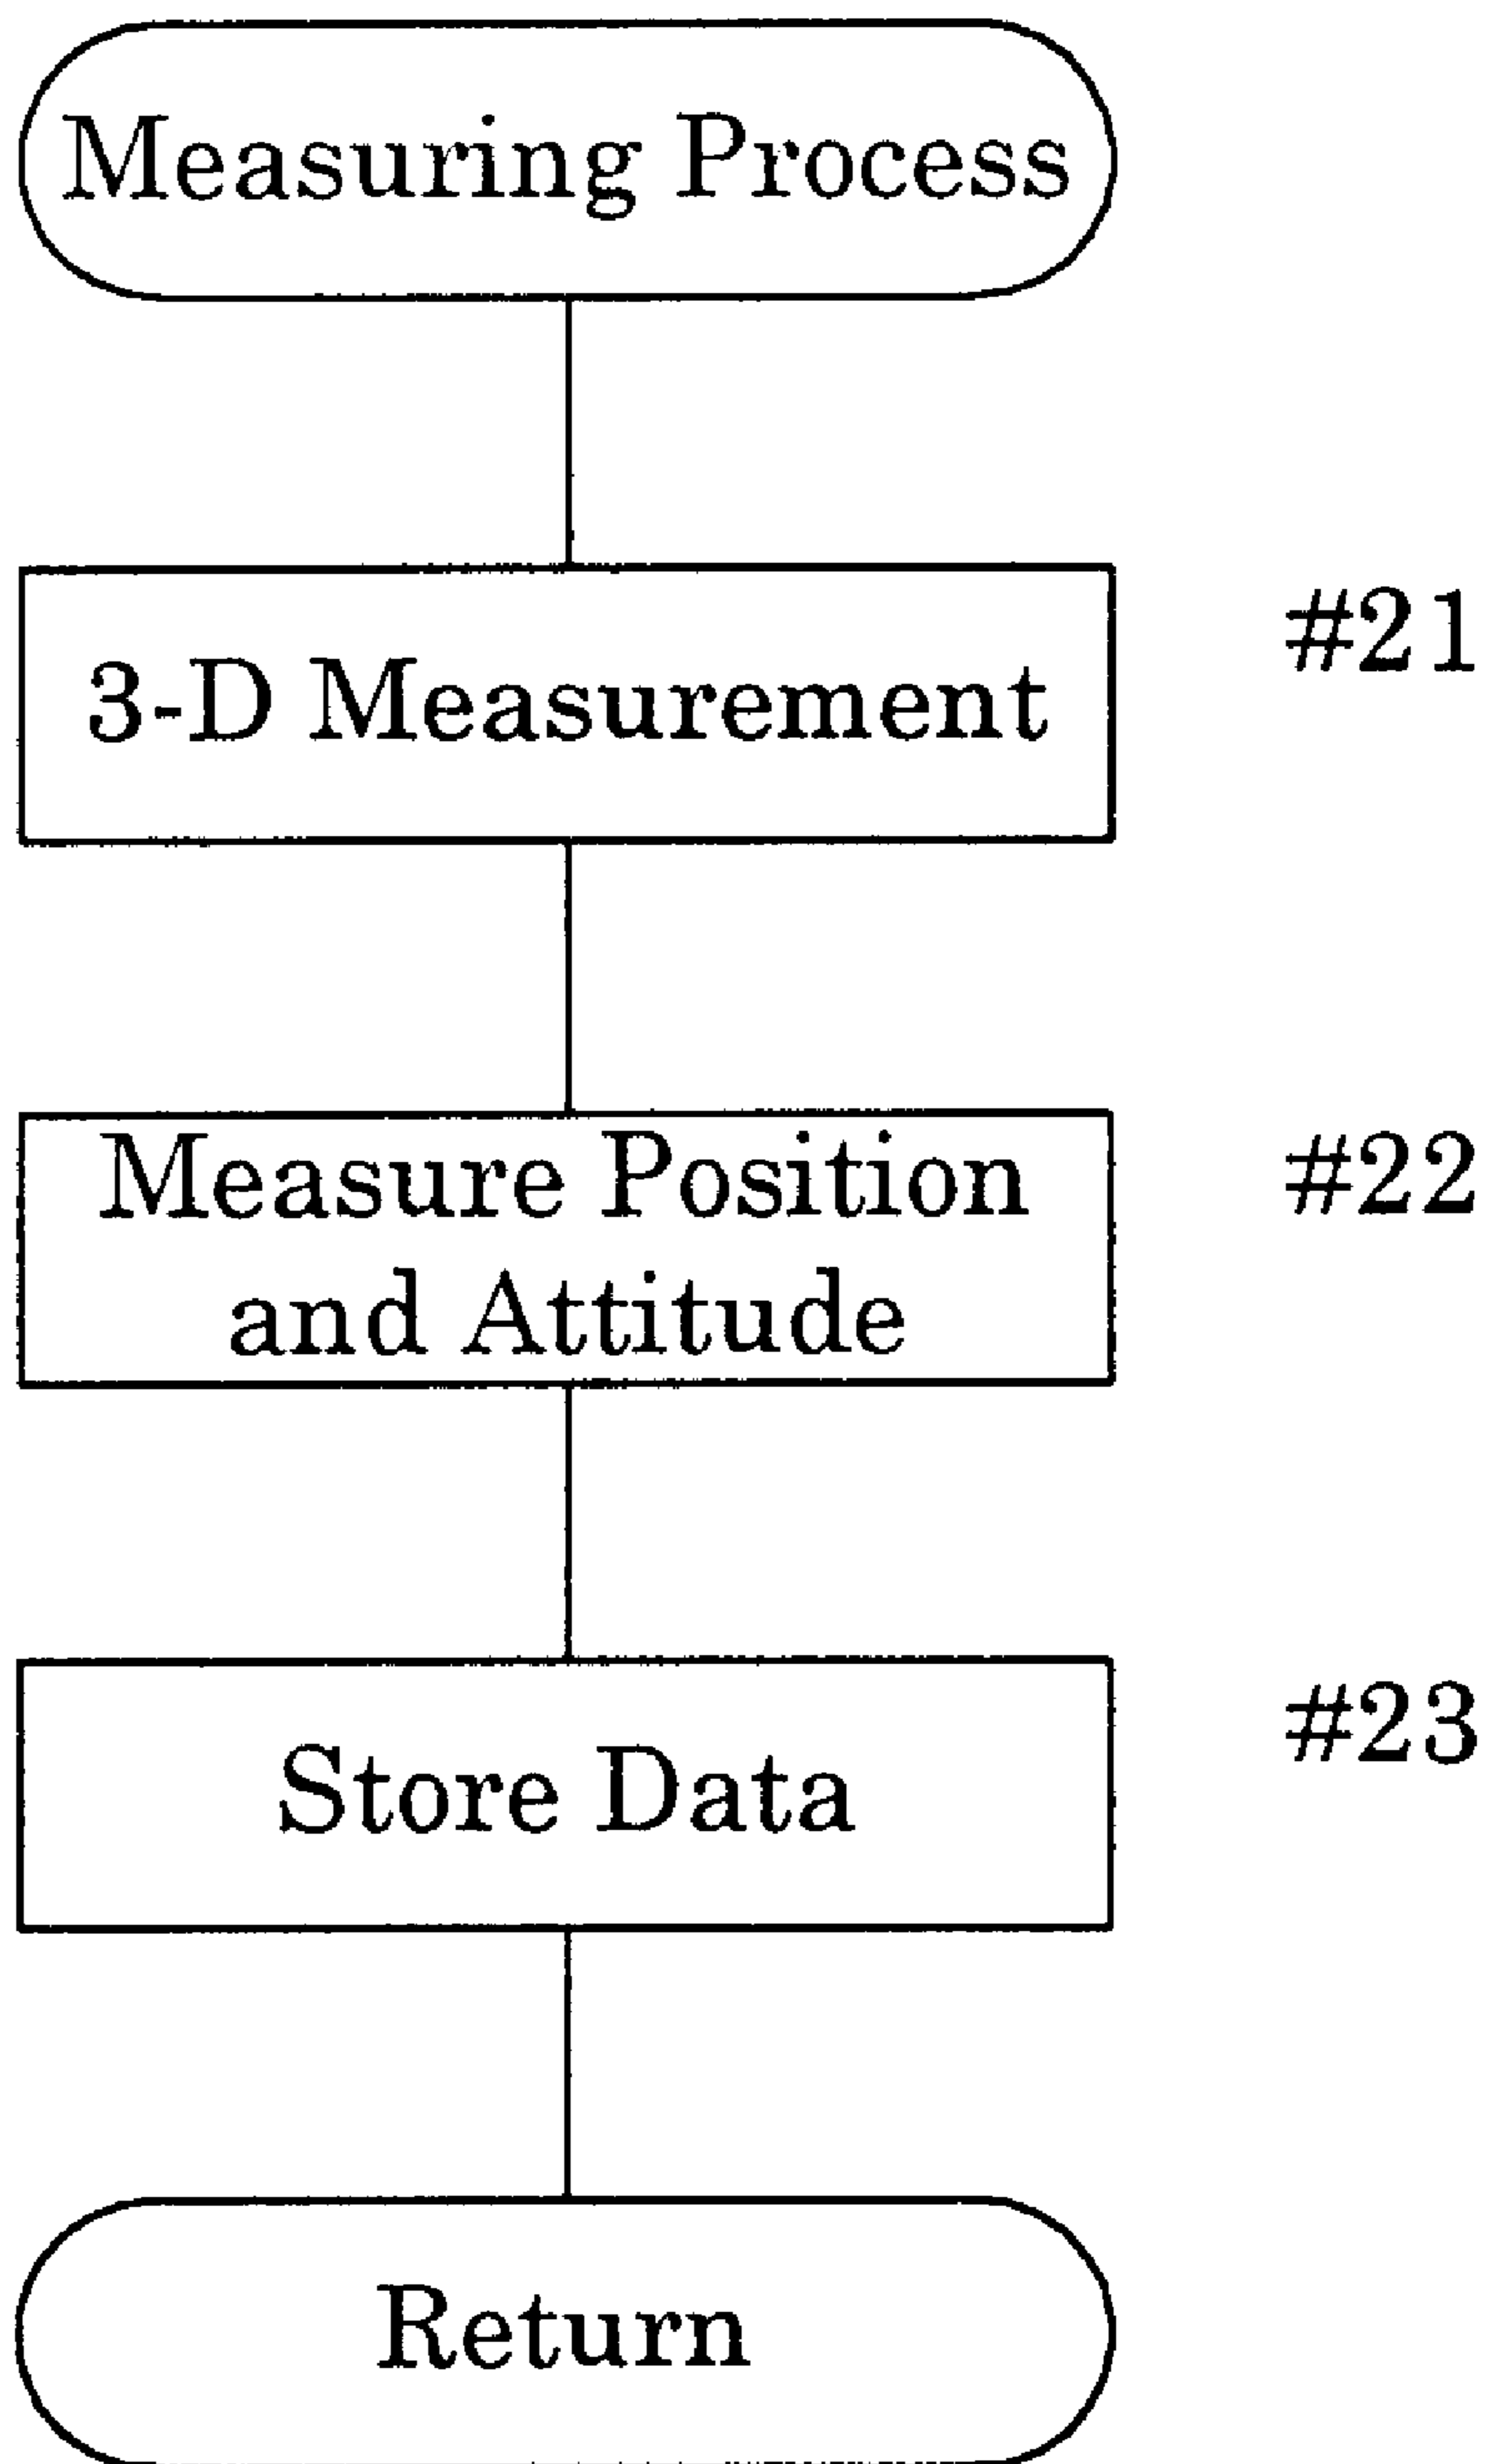 Measuring Process
3-D Measurement
#21
Measure Position
and Attitude
#22
Store Data
#23
Return